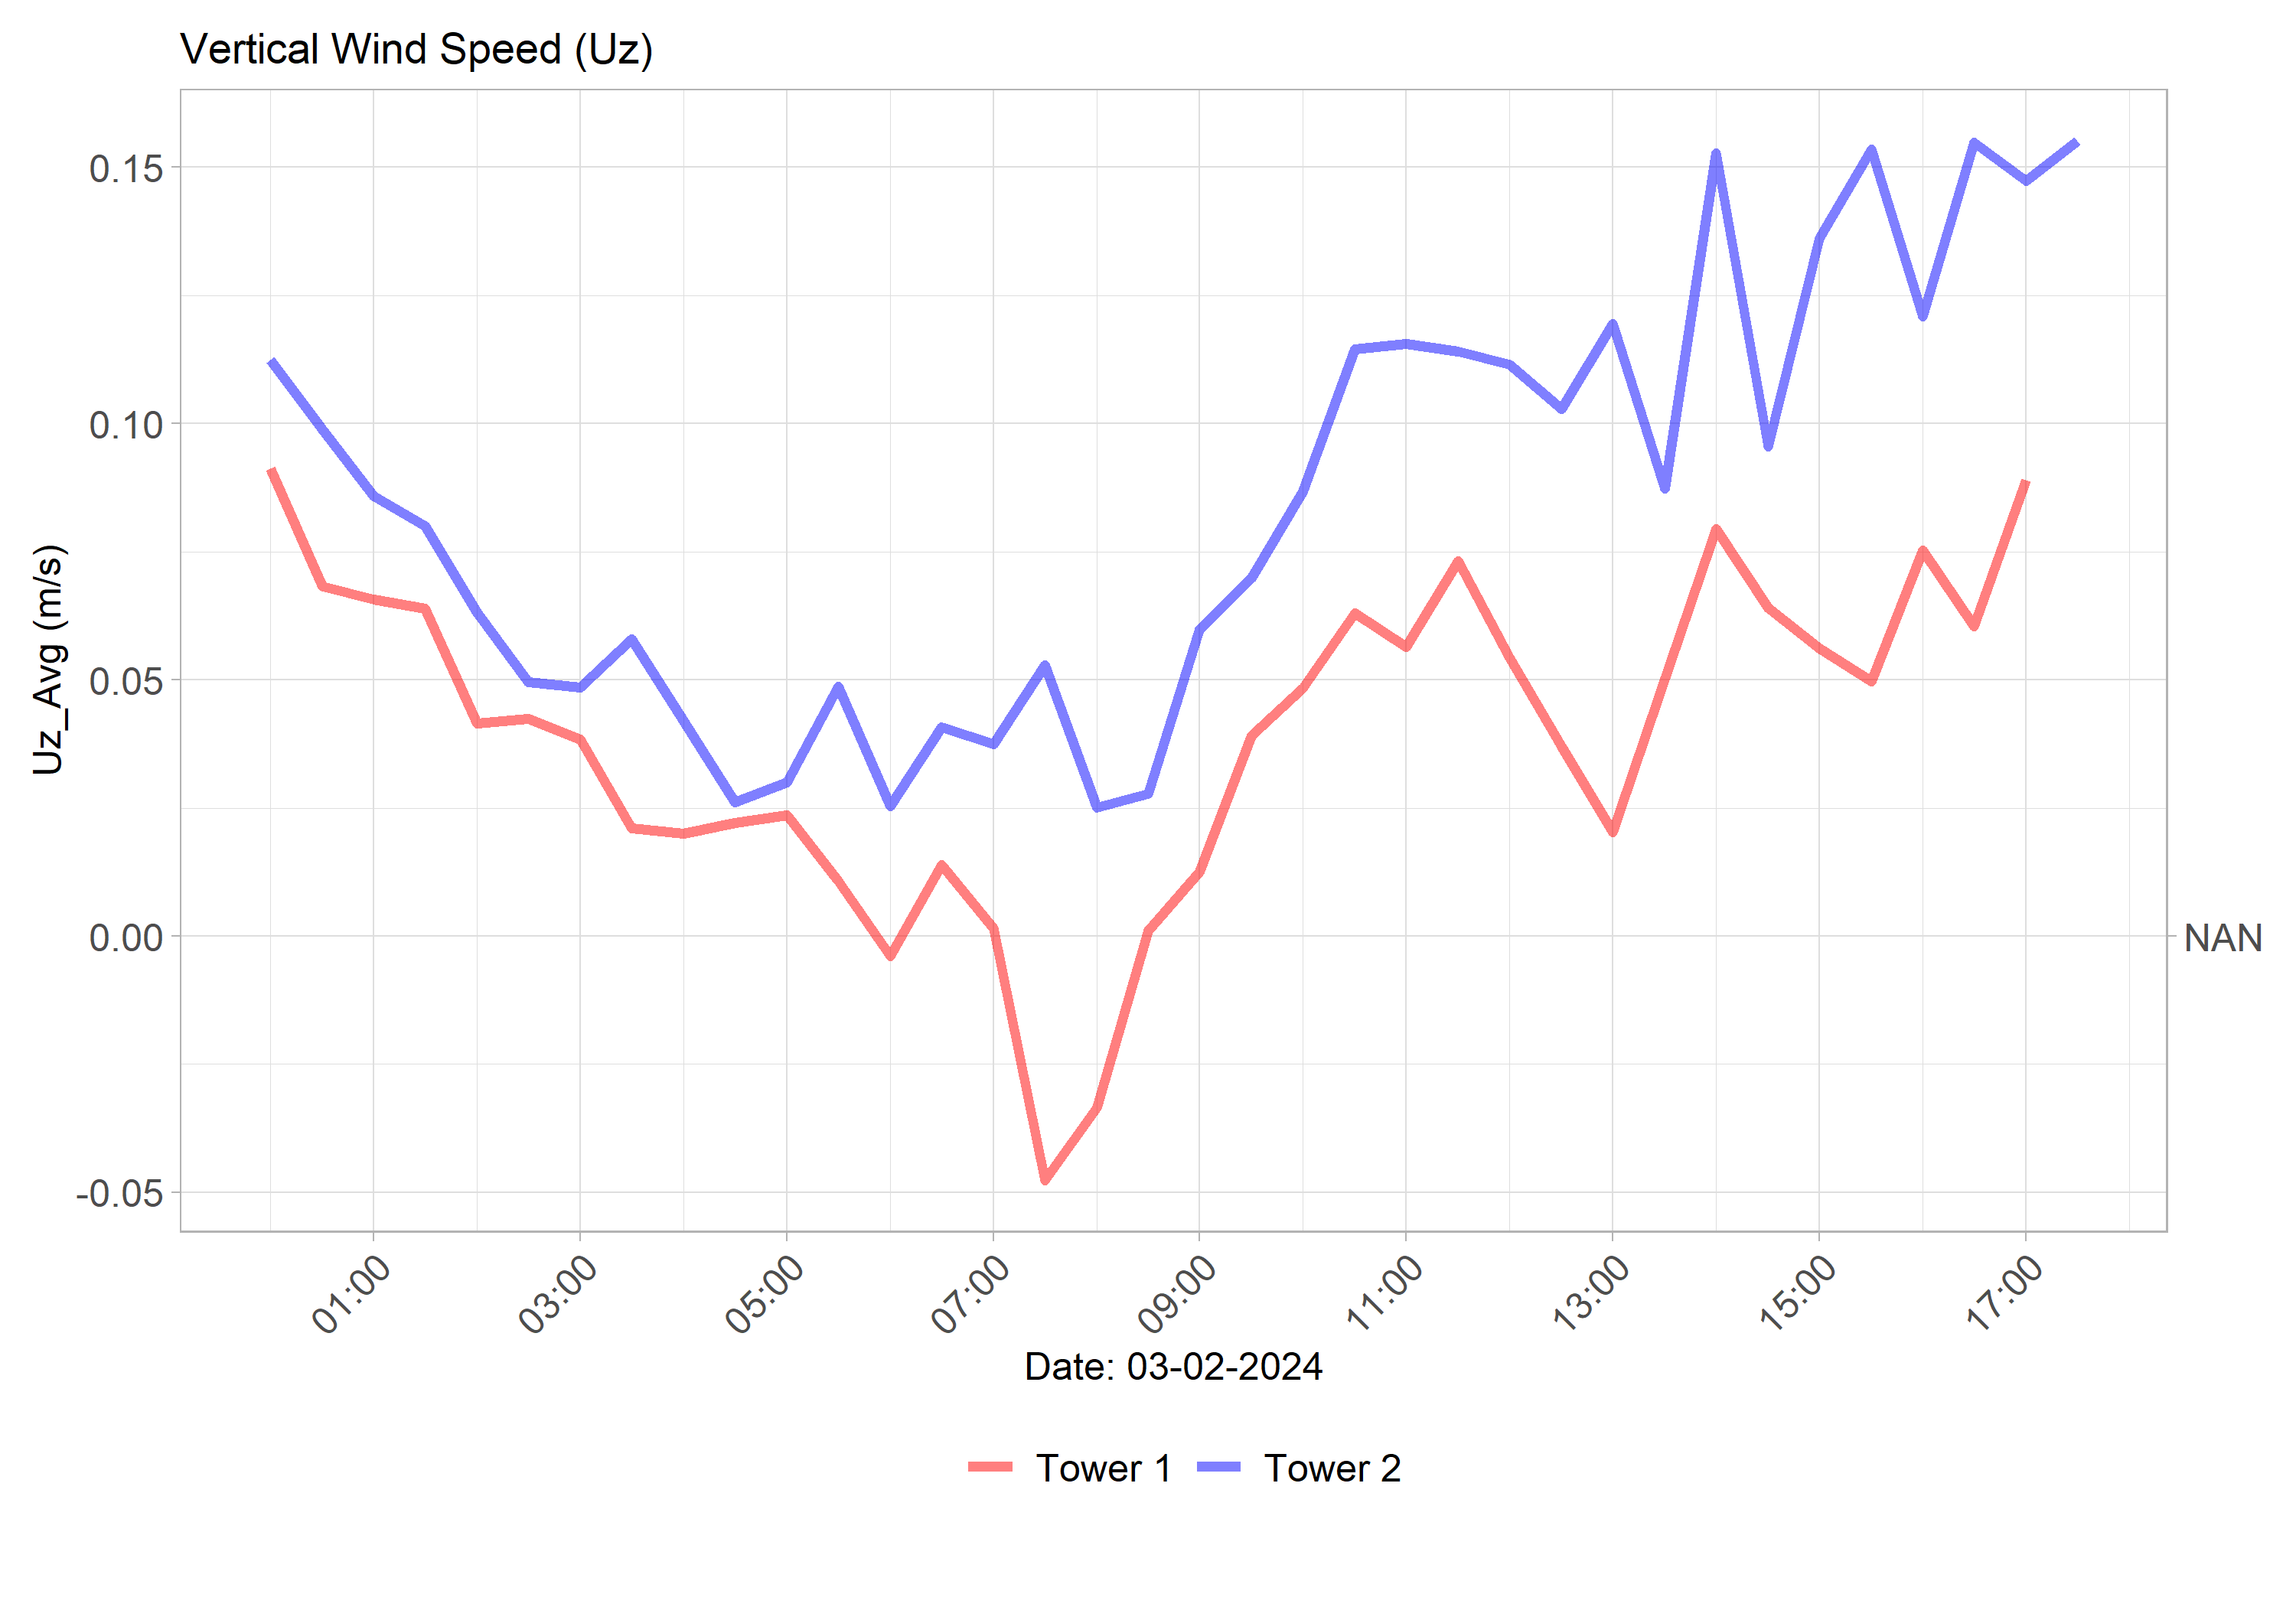 Vertical Wind Speed (Uz)
0.15
0.10
0.05
0.00
-0.05
Uz_Avg (m/s)
NAN
01:00
03:00
05:00
07:00
09:00
11:00
13:00
15:00
17:00
Date: 03-02-2024
Tower 1
Tower 2